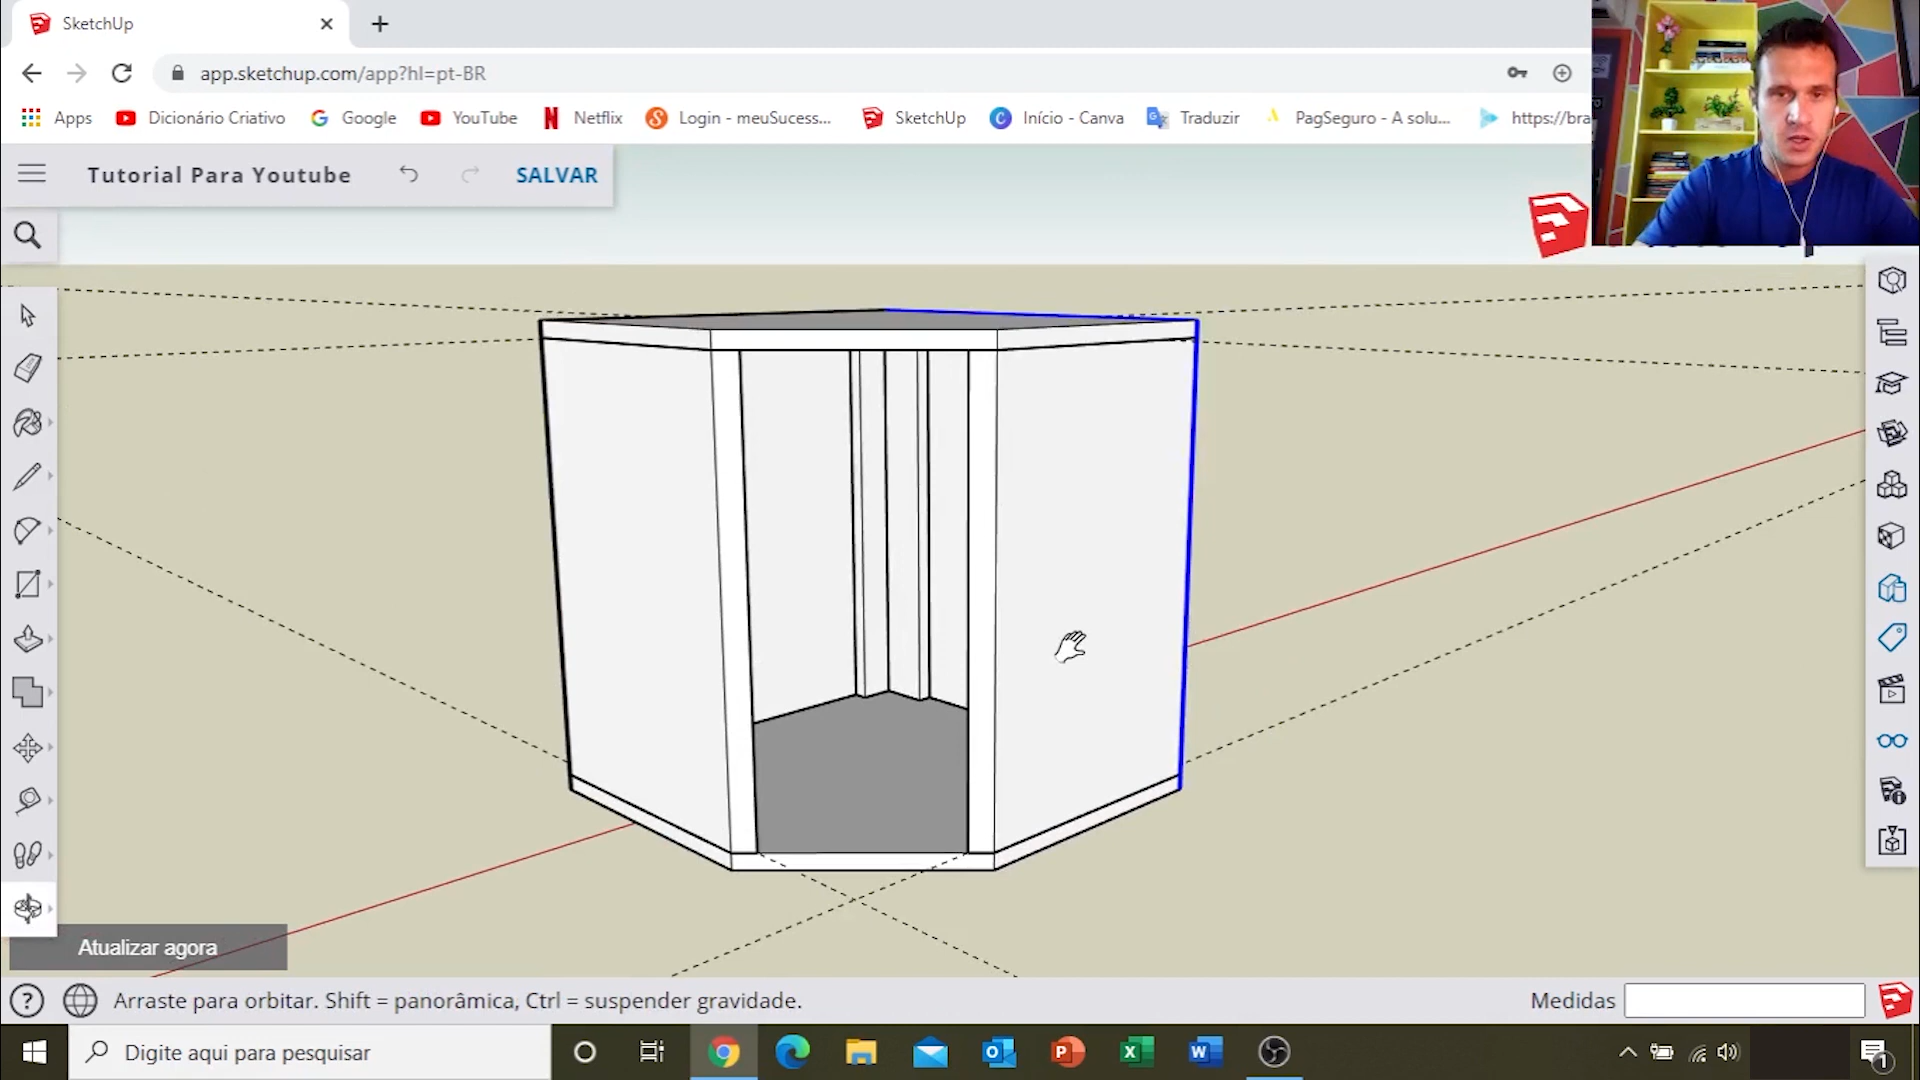 SketchUp
app.sketchup.com/app?hl=pt-BR
Apps Dicionário Criativo Google YouTube Netflix Login - meuSucess... SketchUp Início - Canva Traduzir PagSeguro - A solu... https://bra
Tutorial Para Youtube SALVAR
Atualizar agora
Arraste para orbitar. Shift = panorâmica, Ctrl = suspender gravidade. Medidas
Digite aqui para pesquisar
1